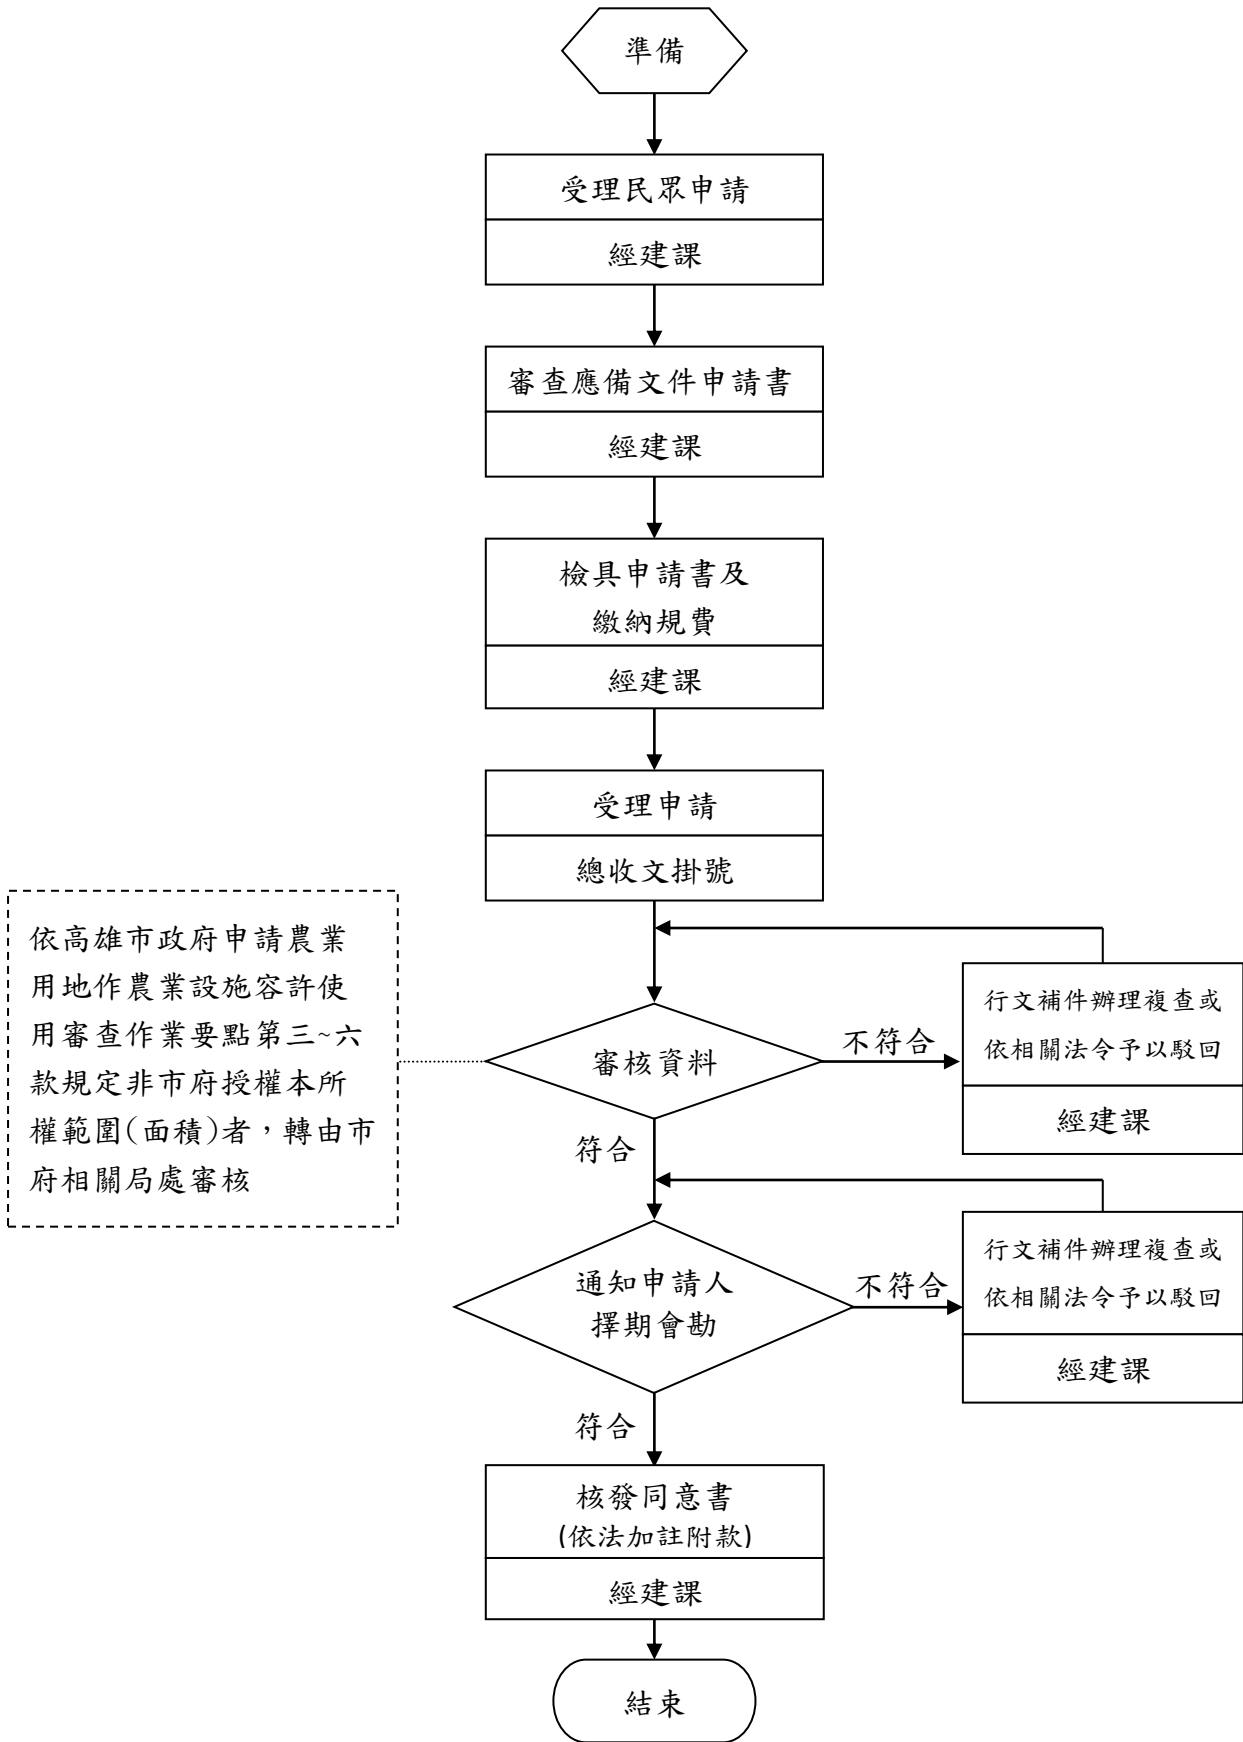 準備
受理民眾申請
經建課
審查應備文件申請書
經建課
檢具申請書及
繳納規費
經建課
受理申請
總收文掛號
依高雄市政府申請農業
用地作農業設施容許使
用審查作業要點第三~六
款規定非市府授權本所
權範圍(面積)者，轉由市
府相關局處審核
審核資料
不符合
行文補件辦理複查或
依相關法令予以駁回
經建課
符合
通知申請人
擇期會勘
不符合
行文補件辦理複查或
依相關法令予以駁回
經建課
符合
核發同意書
(依法加註附款)
經建課
結束